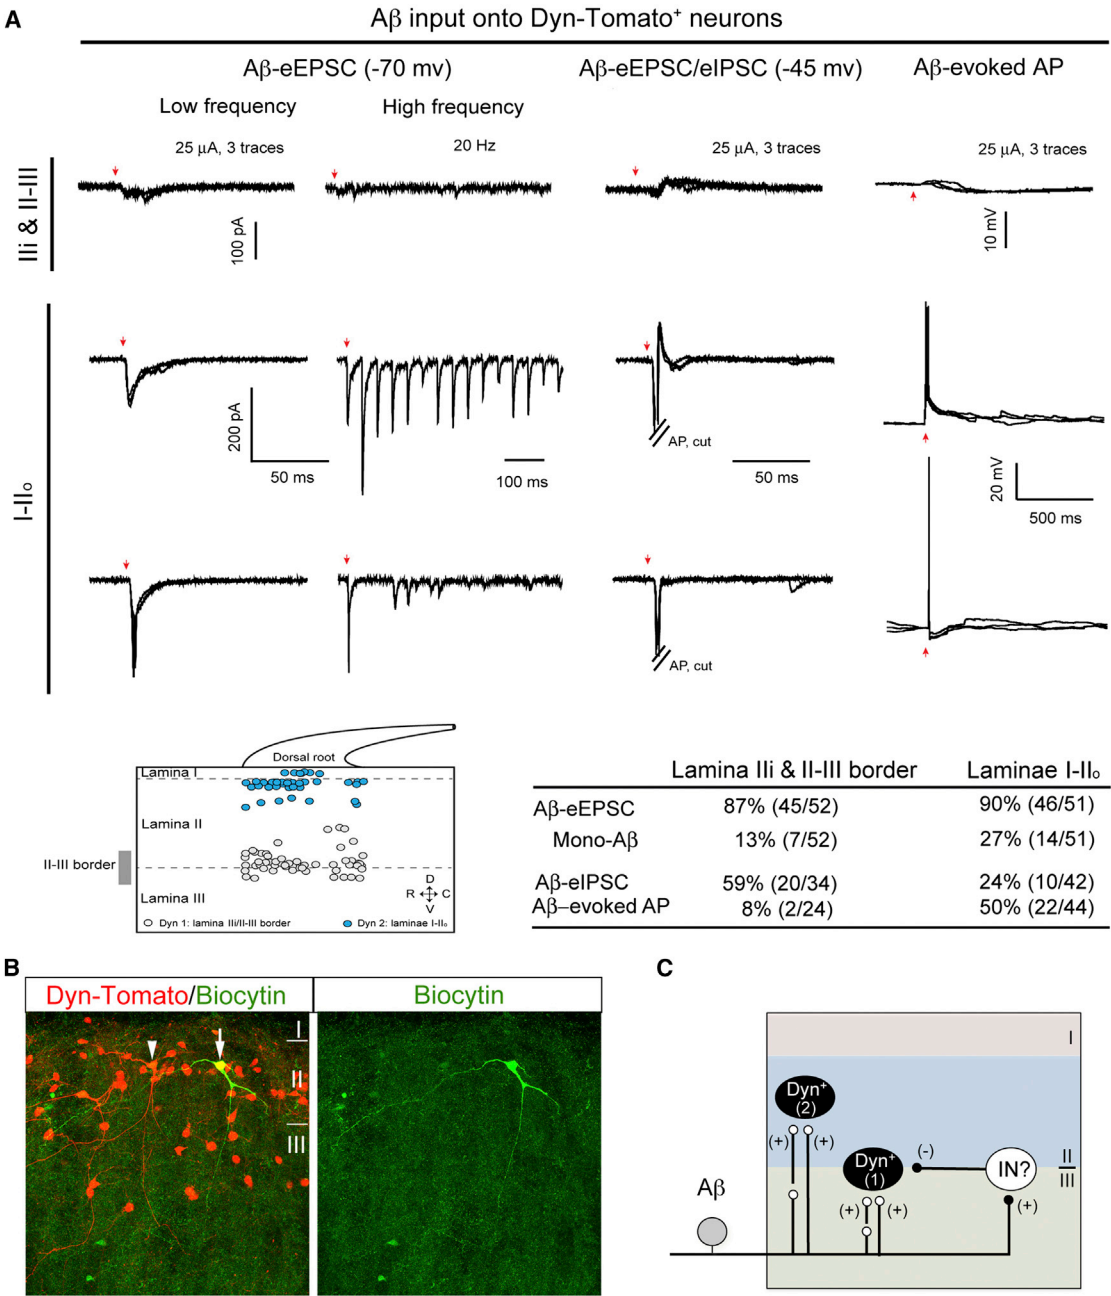 A
Aβ input onto Dyn-Tomato⁺ neurons
Aβ-eEPSC (-70 mv)
Aβ-eEPSC/eIPSC (-45 mv)
Aβ-evoked AP
Low frequency
High frequency
25 μA, 3 traces
20 Hz
25 μA, 3 traces
25 μA, 3 traces
IIi & II-III
100 pA
10 mV
I-IIₒ
200 pA
50 ms
100 ms
AP, cut
50 ms
20 mV
500 ms
AP, cut
Dorsal root
Lamina I
Lamina II
II-III border
Lamina III
D
R
C
V
Dyn 1: lamina IIi/II-III border
Dyn 2: laminae I-IIₒ
Lamina IIi & II-III border
Laminae I-IIₒ
Aβ-eEPSC 87% (45/52) 90% (46/51)
Mono-Aβ 13% (7/52) 27% (14/51)
Aβ-eIPSC 59% (20/34) 24% (10/42)
Aβ–evoked AP 8% (2/24) 50% (22/44)
B
Dyn-Tomato/Biocytin
Biocytin
I
II
III
C
I
Dyn⁺
(2)
(+)
(+)
Dyn⁺
(1)
(-)
IN?
II
III
(+)
(+)
(+)
Aβ